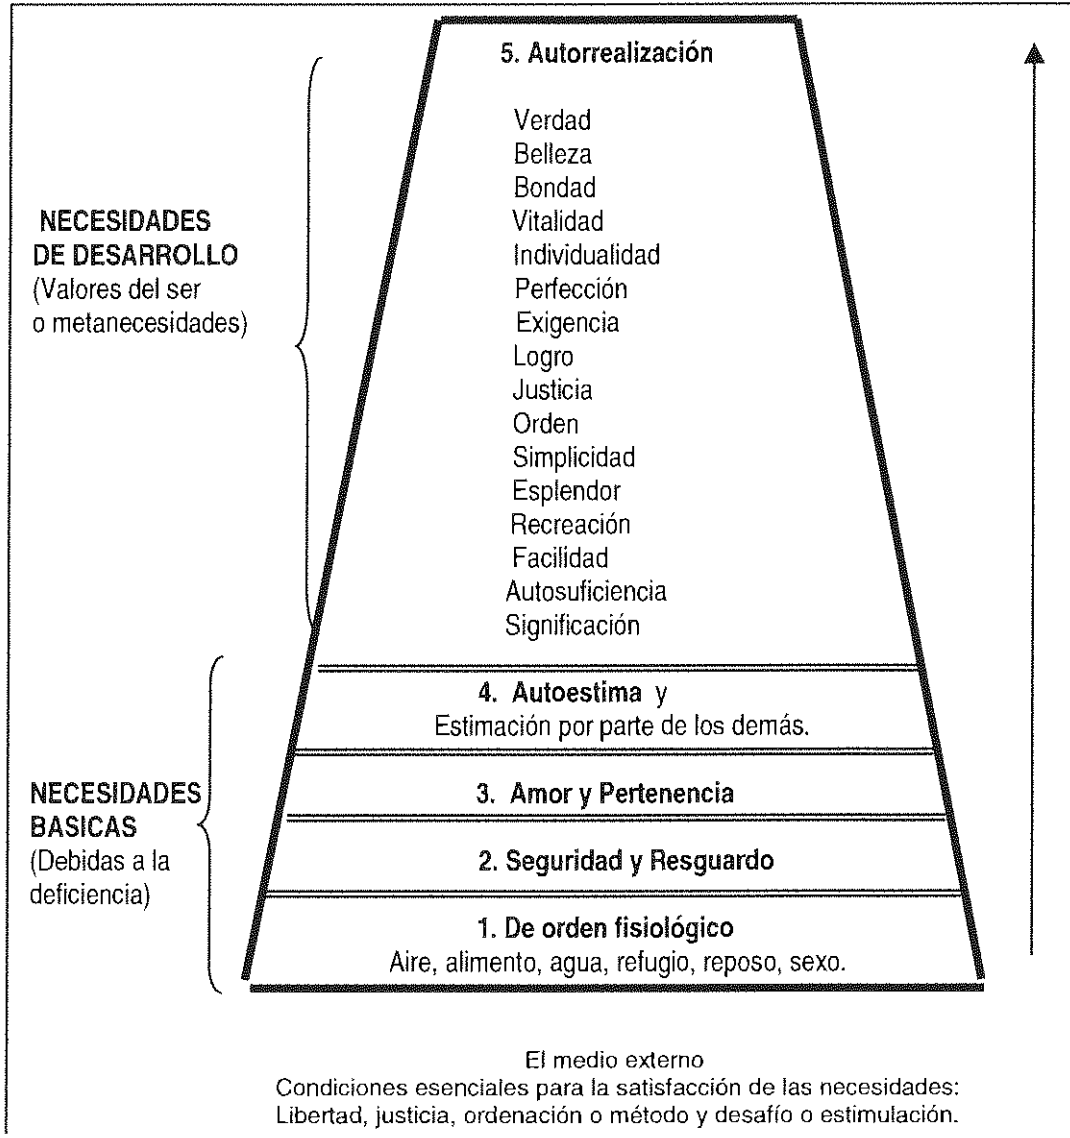 5. Autorrealización
Verdad
Belleza
Bondad
Vitalidad
Individualidad
Perfección
Exigencia
Logro
Justicia
Orden
Simplicidad
Esplendor
Recreación
Facilidad
Autosuficiencia
Significación
NECESIDADES
DE DESARROLLO
(Valores del ser
o metanecesidades)
4. Autoestima y
Estimación por parte de los demás.
3. Amor y Pertenencia
2. Seguridad y Resguardo
1. De orden fisiológico
Aire, alimento, agua, refugio, reposo, sexo.
NECESIDADES
BASICAS
(Debidas a la
deficiencia)
El medio externo
Condiciones esenciales para la satisfacción de las necesidades:
Libertad, justicia, ordenación o método y desafío o estimulación.